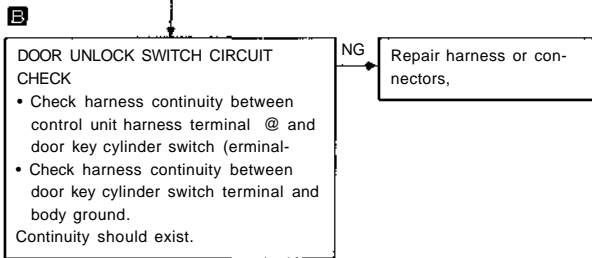 B
DOOR UNLOCK SWITCH CIRCUIT
CHECK
• Check harness continuity between
control unit harness terminal @ and
door key cylinder switch (erminal-
• Check harness continuity between
door key cylinder switch terminal and
body ground.
Continuity should exist.
NG
Repair harness or con-
nectors,